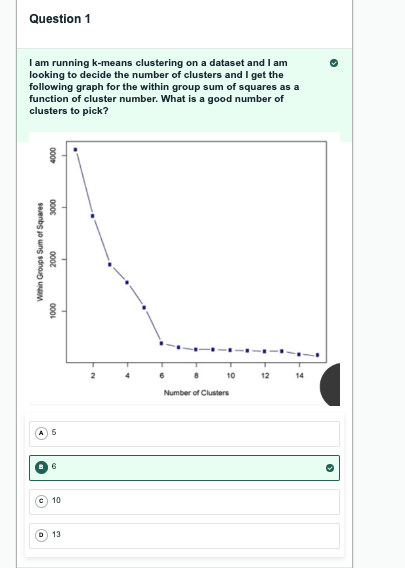 Question 1
I am running k-means clustering on a dataset and I am
looking to decide the number of clusters and I get the
following graph for the within group sum of squares as a
function of cluster number. What is a good number of
clusters to pick?
4000
3000
2000
1000
Within Groups Sum of Squares
2 4 6 8 10 12 14
Number of Clusters
A 5
B 6
C 10
D 13